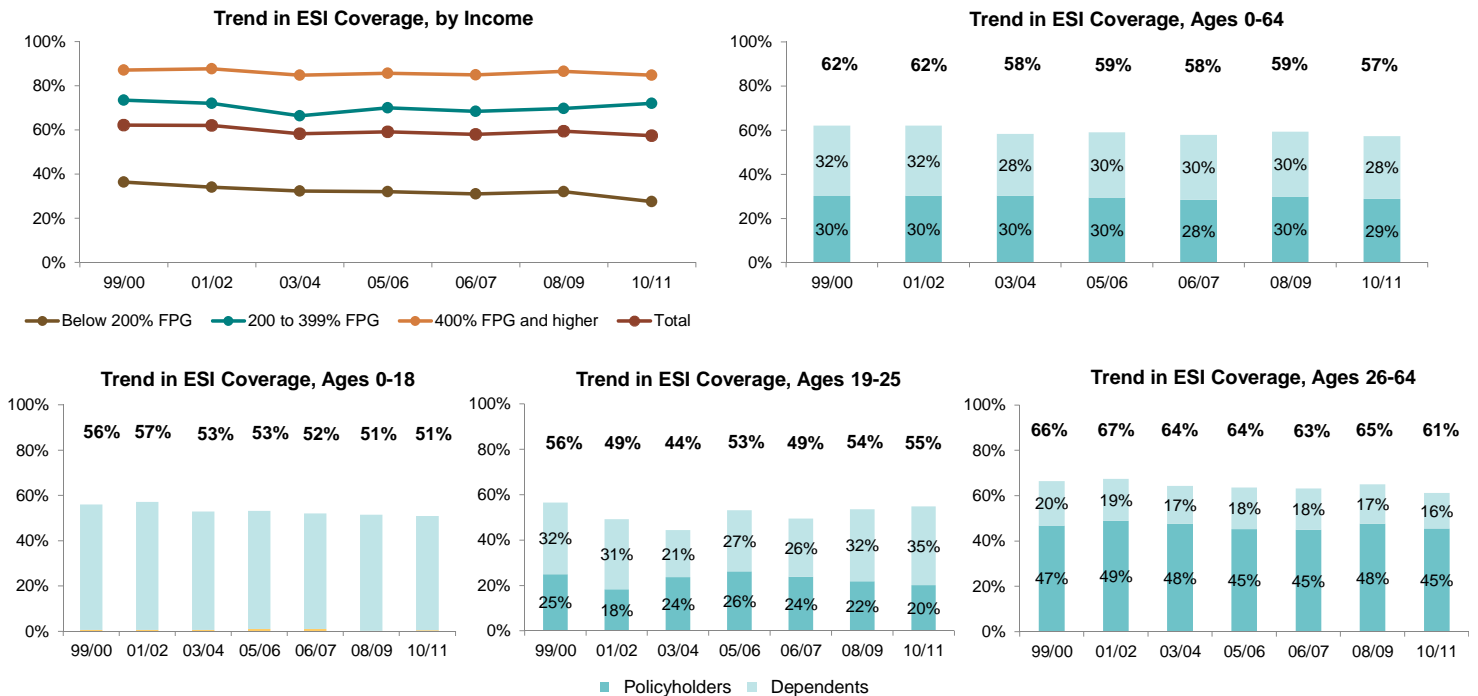 Trend in ESI Coverage, by Income
100%
80%
60%
40%
20%
0%
99/00 01/02 03/04 05/06 06/07 08/09 10/11
Below 200% FPG 200 to 399% FPG 400% FPG and higher Total
Trend in ESI Coverage, Ages 0-64
100%
80%
60%
40%
20%
0%
62% 62% 58% 59% 58% 59% 57%
32% 32% 28% 30% 30% 30% 28%
30% 30% 30% 30% 28% 30% 29%
99/00 01/02 03/04 05/06 06/07 08/09 10/11
Trend in ESI Coverage, Ages 0-18
100%
80%
60%
40%
20%
0%
56% 57% 53% 53% 52% 51% 51%
99/00 01/02 03/04 05/06 06/07 08/09 10/11
Trend in ESI Coverage, Ages 19-25
100%
80%
60%
40%
20%
0%
56% 49% 44% 53% 49% 54% 55%
32% 31% 21% 27% 26% 32% 35%
25% 18% 24% 26% 24% 22% 20%
99/00 01/02 03/04 05/06 06/07 08/09 10/11
Trend in ESI Coverage, Ages 26-64
100%
80%
60%
40%
20%
0%
66% 67% 64% 64% 63% 65% 61%
20% 19% 17% 18% 18% 17% 16%
47% 49% 48% 45% 45% 48% 45%
99/00 01/02 03/04 05/06 06/07 08/09 10/11
Policyholders Dependents